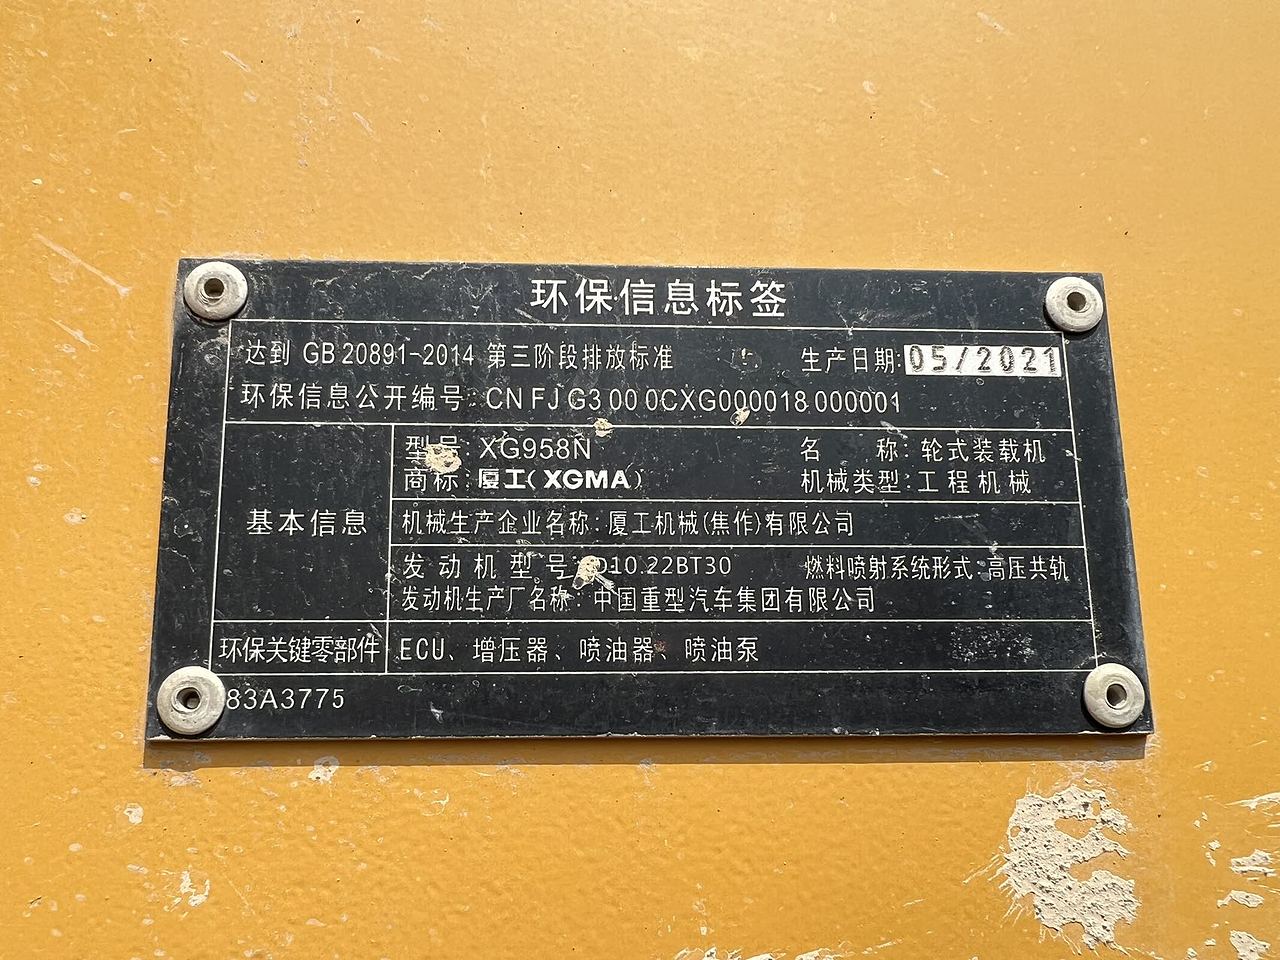 环保信息标签
达到 GB 20891-2014 第三阶段排放标准 生产日期: 05/2021
环保信息公开编号: CN FJ G3 00 0CXG000018 000001
型号: XG958N 名 称: 轮式装载机
商标: 厦工(XGMA) 机械类型: 工程机械
基本信息
机械生产企业名称: 厦工机械(焦作)有限公司
发动机型号: D10.22BT30 燃料喷射系统形式: 高压共轨
发动机生产厂名称: 中国重型汽车集团有限公司
环保关键零部件 ECU、增压器、喷油器、喷油泵
83A3775